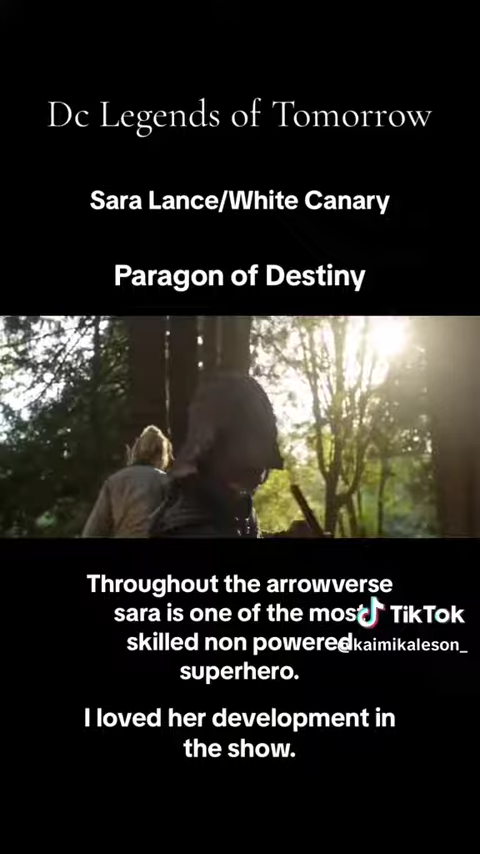 Dc Legends of Tomorrow
Sara Lance/White Canary
Paragon of Destiny
Throughout the arrowverse
sara is one of the most
skilled non powered
superhero.
TikTok
@kaimikaleson_
I loved her development in
the show.